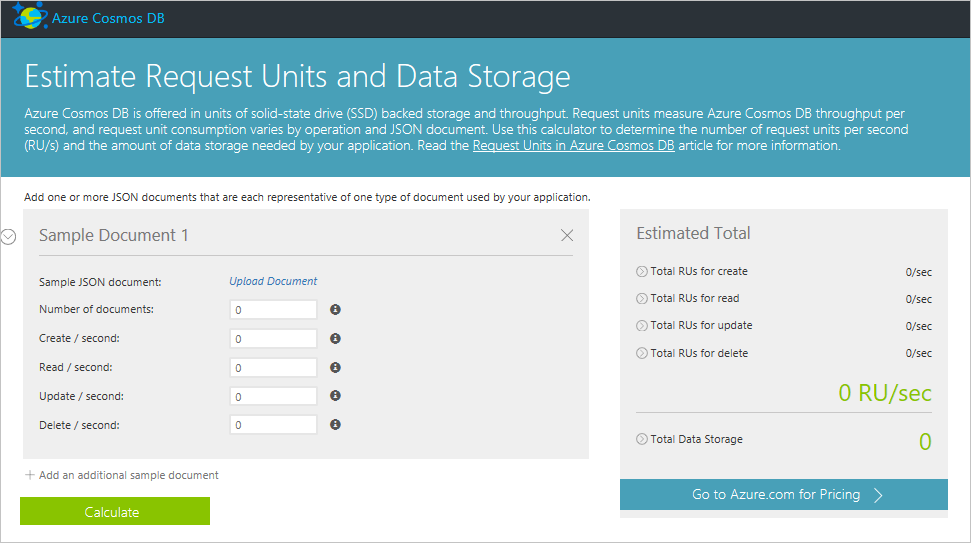 Azure Cosmos DB
Estimate Request Units and Data Storage
Azure Cosmos DB is offered in units of solid-state drive (SSD) backed storage and throughput. Request units measure Azure Cosmos DB throughput per
second, and request unit consumption varies by operation and JSON document. Use this calculator to determine the number of request units per second
(RU/s) and the amount of data storage needed by your application. Read the Request Units in Azure Cosmos DB article for more information.
Add one or more JSON documents that are each representative of one type of document used by your application.
Sample Document 1
Sample JSON document: Upload Document
Number of documents: 0
Create / second: 0
Read / second: 0
Update / second: 0
Delete / second: 0
+ Add an additional sample document
Calculate
Estimated Total
Total RUs for create 0/sec
Total RUs for read 0/sec
Total RUs for update 0/sec
Total RUs for delete 0/sec
0 RU/sec
Total Data Storage 0
Go to Azure.com for Pricing